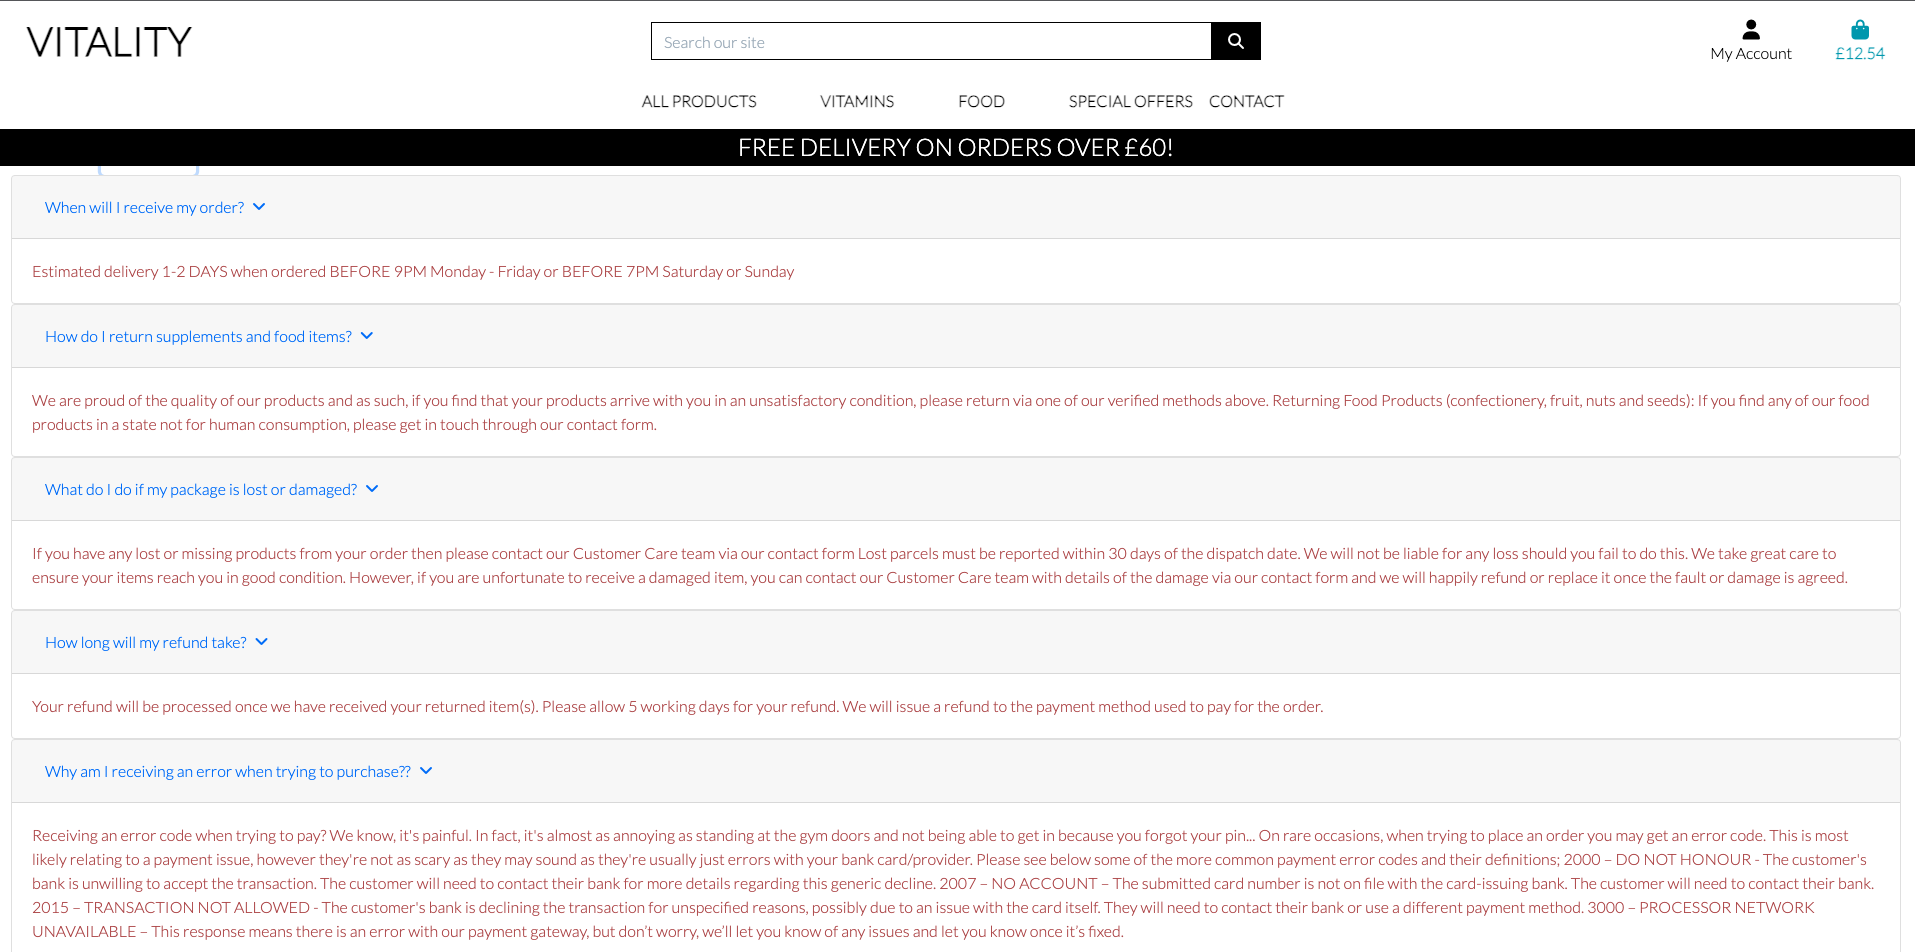 VITALITY
Search our site
My Account
£12.54
ALL PRODUCTS VITAMINS FOOD SPECIAL OFFERS CONTACT
FREE DELIVERY ON ORDERS OVER £60!
When will I receive my order?
Estimated delivery 1-2 DAYS when ordered BEFORE 9PM Monday - Friday or BEFORE 7PM Saturday or Sunday
How do I return supplements and food items?
We are proud of the quality of our products and as such, if you find that your products arrive with you in an unsatisfactory condition, please return via one of our verified methods above. Returning Food Products (confectionery, fruit, nuts and seeds): If you find any of our food
products in a state not for human consumption, please get in touch through our contact form.
What do I do if my package is lost or damaged?
If you have any lost or missing products from your order then please contact our Customer Care team via our contact form Lost parcels must be reported within 30 days of the dispatch date. We will not be liable for any loss should you fail to do this. We take great care to
ensure your items reach you in good condition. However, if you are unfortunate to receive a damaged item, you can contact our Customer Care team with details of the damage via our contact form and we will happily refund or replace it once the fault or damage is agreed.
How long will my refund take?
Your refund will be processed once we have received your returned item(s). Please allow 5 working days for your refund. We will issue a refund to the payment method used to pay for the order.
Why am I receiving an error when trying to purchase??
Receiving an error code when trying to pay? We know, it's painful. In fact, it's almost as annoying as standing at the gym doors and not being able to get in because you forgot your pin... On rare occasions, when trying to place an order you may get an error code. This is most
likely relating to a payment issue, however they're not as scary as they may sound as they're usually just errors with your bank card/provider. Please see below some of the more common payment error codes and their definitions; 2000 – DO NOT HONOUR - The customer's
bank is unwilling to accept the transaction. The customer will need to contact their bank for more details regarding this generic decline. 2007 – NO ACCOUNT – The submitted card number is not on file with the card-issuing bank. The customer will need to contact their bank.
2015 – TRANSACTION NOT ALLOWED - The customer's bank is declining the transaction for unspecified reasons, possibly due to an issue with the card itself. They will need to contact their bank or use a different payment method. 3000 – PROCESSOR NETWORK
UNAVAILABLE – This response means there is an error with our payment gateway, but don’t worry, we’ll let you know of any issues and let you know once it’s fixed.